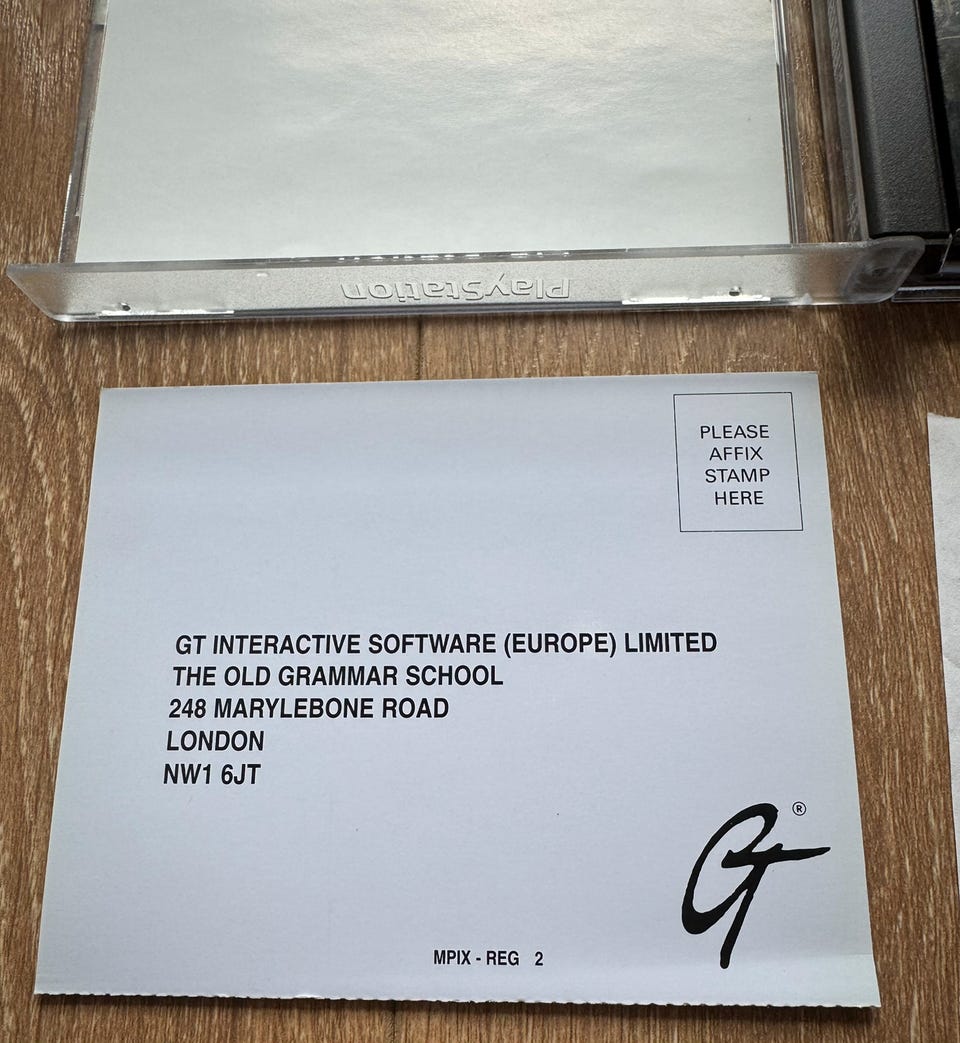 PlayStation
PLEASE
AFFIX
STAMP
HERE
GT INTERACTIVE SOFTWARE (EUROPE) LIMITED
THE OLD GRAMMAR SCHOOL
248 MARYLEBONE ROAD
LONDON
NW1 6JT
GT ®
MPIX - REG 2